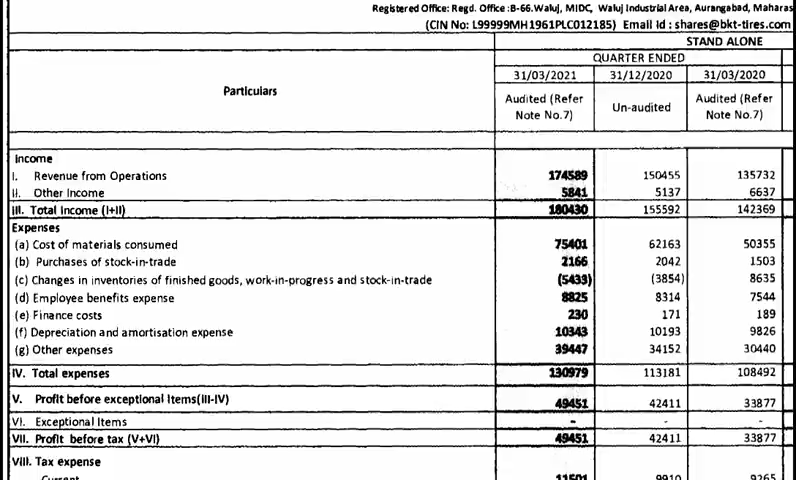 Registered Office: Regd. Office :B-66.Waluj, MIDC, Waluj Industrial Area, Aurangabad, Maharas
(CIN No: L99999MH1961PLC012185) Email Id : shares@bkt-tires.com
STAND ALONE
QUARTER ENDED
Particulars 31/03/2021 31/12/2020 31/03/2020
Audited (Refer Note No.7) Un-audited Audited (Refer Note No.7)
Income
I. Revenue from Operations 174589 150455 135732
II. Other Income 5841 5137 6637
III. Total Income (I+II) 180430 155592 142369
Expenses
(a) Cost of materials consumed 75401 62163 50355
(b) Purchases of stock-in-trade 2166 2042 1503
(c) Changes in inventories of finished goods, work-in-progress and stock-in-trade (5433) (3854) 8635
(d) Employee benefits expense 8825 8314 7544
(e) Finance costs 230 171 189
(f) Depreciation and amortisation expense 10343 10193 9826
(g) Other expenses 39447 34152 30440
IV. Total expenses 130979 113181 108492
V. Profit before exceptional Items(III-IV) 49451 42411 33877
VI. Exceptional Items - - -
VII. Profit before tax (V+VI) 49451 42411 33877
VIII. Tax expense
Current 11501 9910 9265